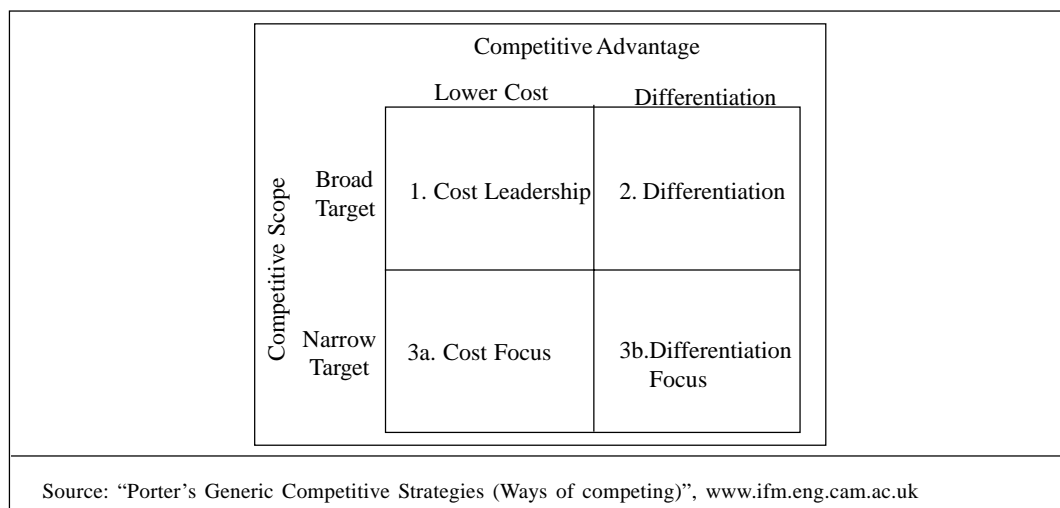 Competitive Advantage
Lower Cost
Differentiation
Competitive Scope
Broad
Target
1. Cost Leadership
2. Differentiation
Narrow
Target
3a. Cost Focus
3b.Differentiation
Focus
Source: “Porter’s Generic Competitive Strategies (Ways of competing)”, www.ifm.eng.cam.ac.uk